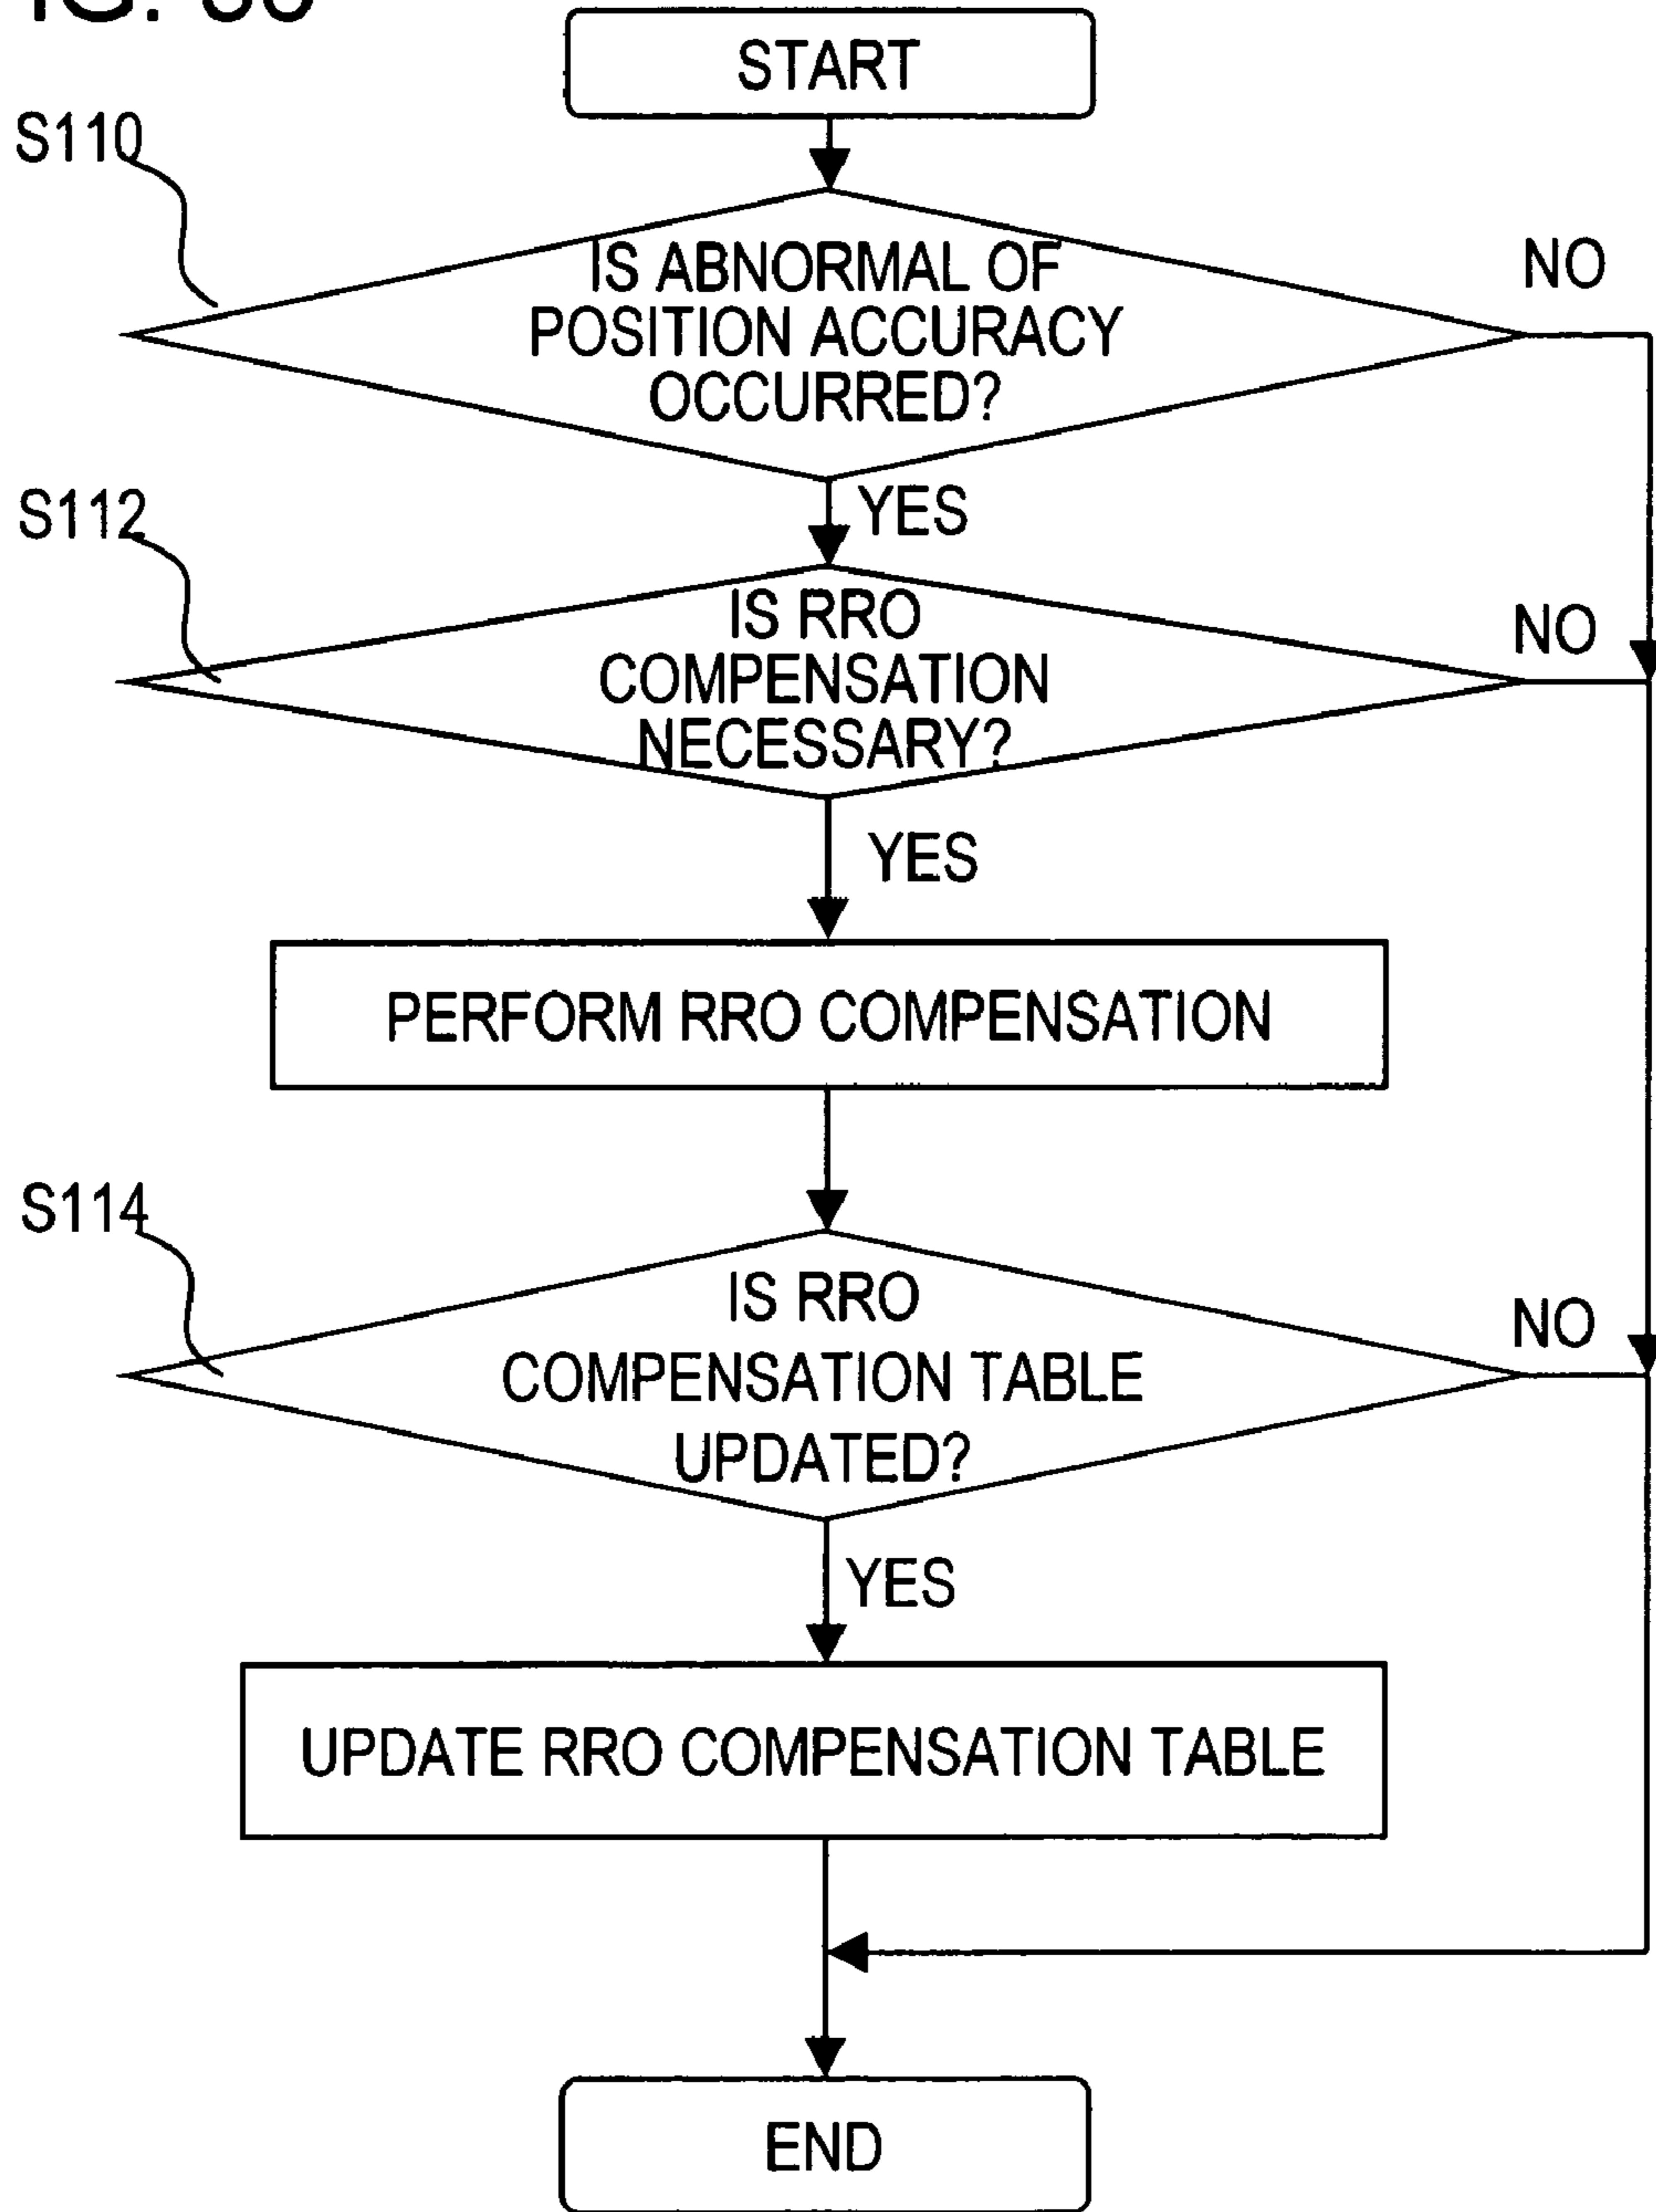 START
S110
IS ABNORMAL OF
POSITION ACCURACY
OCCURRED?
NO
YES
S112
IS RRO
COMPENSATION
NECESSARY?
NO
YES
PERFORM RRO COMPENSATION
S114
IS RRO
COMPENSATION TABLE
UPDATED?
NO
YES
UPDATE RRO COMPENSATION TABLE
END